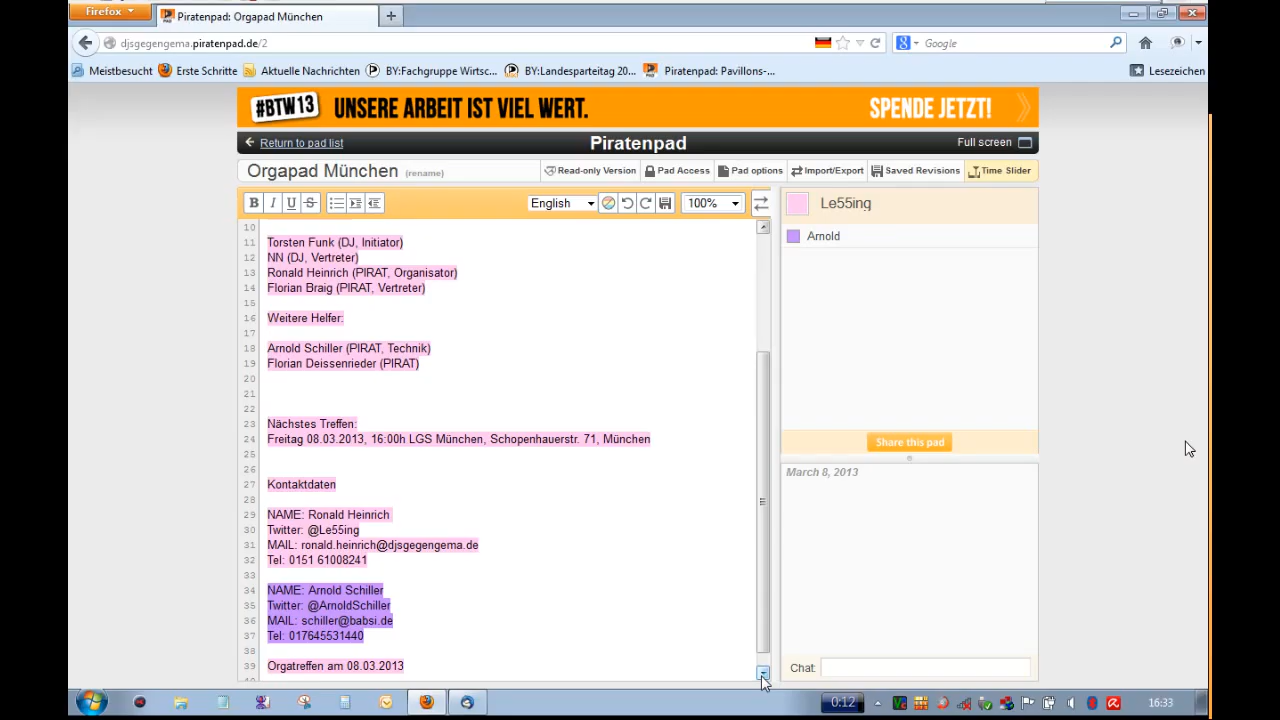 Firefox
Piratenpad: Orgapad München
djsgegengema.piratenpad.de/2
Google
Meistbesucht
Erste Schritte
Aktuelle Nachrichten
BY:Fachgruppe Wirtsc...
BY:Landesparteitag 20...
Piratenpad: Pavillons-...
Lesezeichen
#BTW13
UNSERE ARBEIT IST VIEL WERT.
SPENDE JETZT!
Return to pad list
Piratenpad
Full screen
Orgapad München (rename)
Read-only Version
Pad Access
Pad options
Import/Export
Saved Revisions
Time Slider
B I U S
English
100%
Le55ing
Arnold
10
11 Torsten Funk (DJ, Initiator)
12 NN (DJ, Vertreter)
13 Ronald Heinrich (PIRAT, Organisator)
14 Florian Braig (PIRAT, Vertreter)
15
16 Weitere Helfer:
17
18 Arnold Schiller (PIRAT, Technik)
19 Florian Deissenrieder (PIRAT)
20
21
22
23 Nächstes Treffen:
24 Freitag 08.03.2013, 16:00h LGS München, Schopenhauerstr. 71, München
25
26
27 Kontaktdaten
28
29 NAME: Ronald Heinrich
30 Twitter: @Le55ing
31 MAIL: ronald.heinrich@djsgegengema.de
32 Tel: 0151 61008241
33
34 NAME: Arnold Schiller
35 Twitter: @ArnoldSchiller
36 MAIL: schiller@babsi.de
37 Tel: 017645531440
38
39 Orgatreffen am 08.03.2013
Share this pad
March 8, 2013
Chat:
0:12
16:33